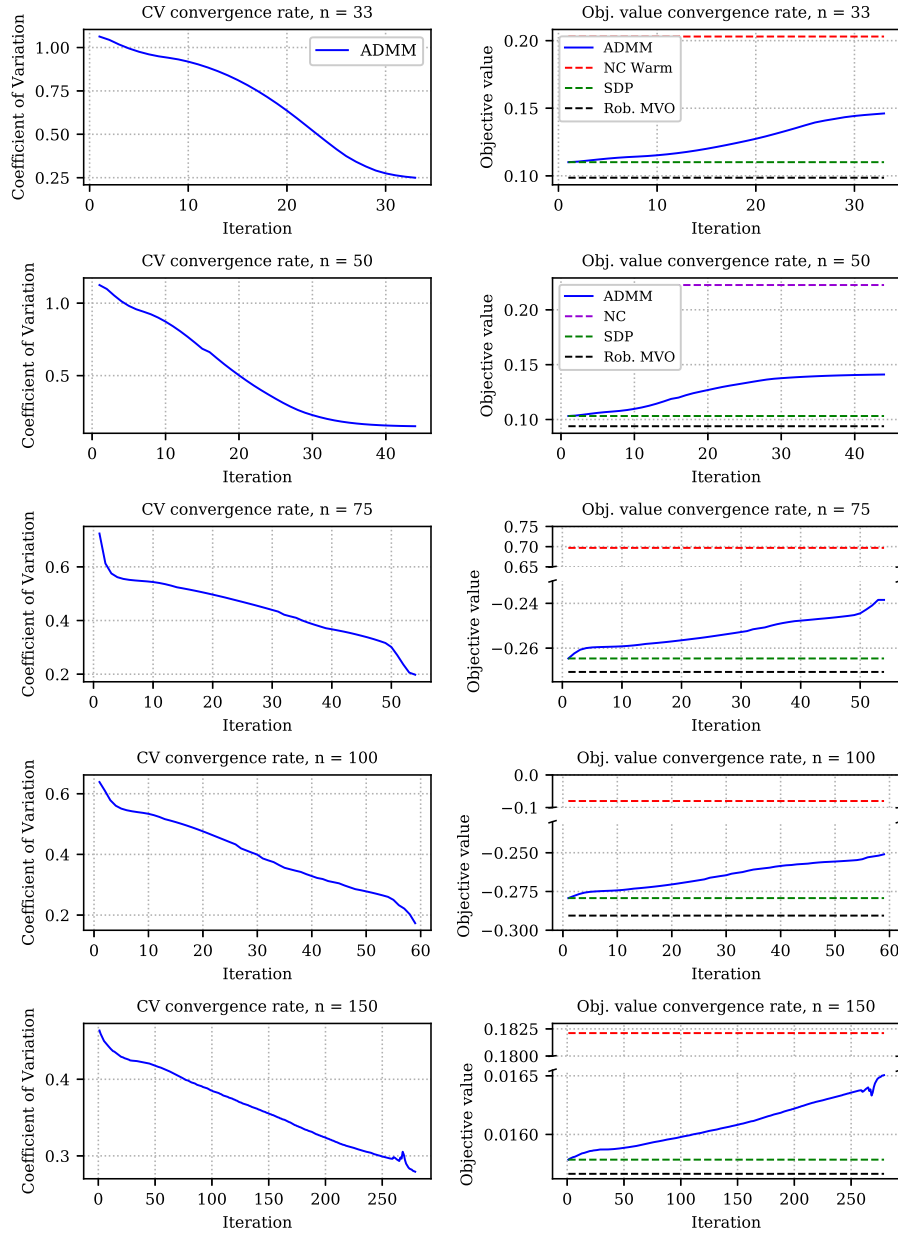 CV convergence rate, n = 33
Coefficient of Variation
1.00
0.75
0.50
0.25
ADMM
0
10
20
30
Iteration
Obj. value convergence rate, n = 33
Objective value
0.20
0.15
0.10
ADMM
NC Warm
SDP
Rob. MVO
0
10
20
30
Iteration
CV convergence rate, n = 50
Coefficient of Variation
1.0
0.5
0
10
20
30
40
Iteration
Obj. value convergence rate, n = 50
Objective value
0.20
0.15
0.10
ADMM
NC
SDP
Rob. MVO
0
10
20
30
40
Iteration
CV convergence rate, n = 75
Coefficient of Variation
0.6
0.4
0.2
0
10
20
30
40
50
Iteration
Obj. value convergence rate, n = 75
Objective value
0.75
0.70
0.65
−0.24
−0.26
0
10
20
30
40
50
Iteration
CV convergence rate, n = 100
Coefficient of Variation
0.6
0.4
0.2
0
10
20
30
40
50
60
Iteration
Obj. value convergence rate, n = 100
Objective value
0.0
−0.1
−0.250
−0.275
−0.300
0
10
20
30
40
50
60
Iteration
CV convergence rate, n = 150
Coefficient of Variation
0.4
0.3
0
50
100
150
200
250
Iteration
Obj. value convergence rate, n = 150
Objective value
0.1825
0.1800
0.0165
0.0160
0
50
100
150
200
250
Iteration